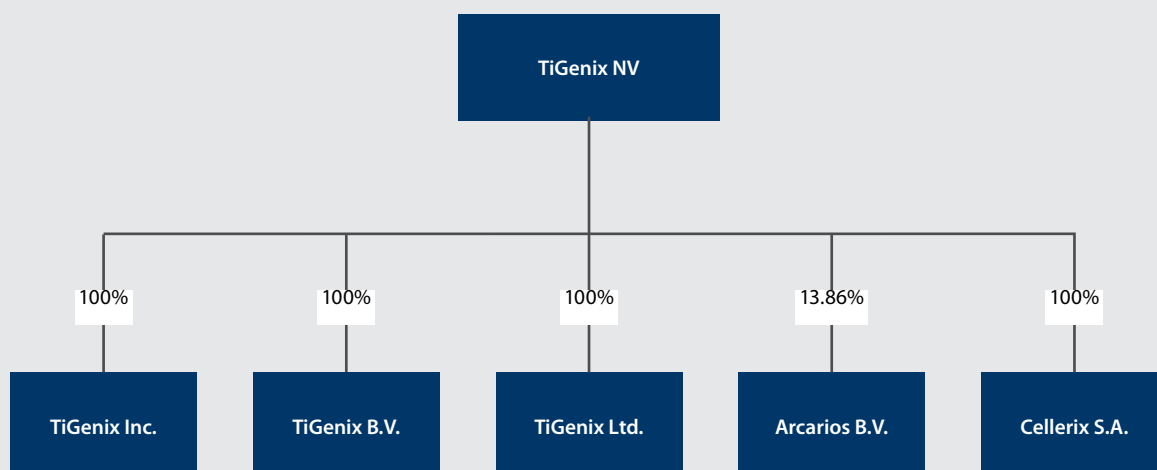 TiGenix NV
100%
100%
100%
13.86%
100%
TiGenix Inc.
TiGenix B.V.
TiGenix Ltd.
Arcarios B.V.
Cellerix S.A.